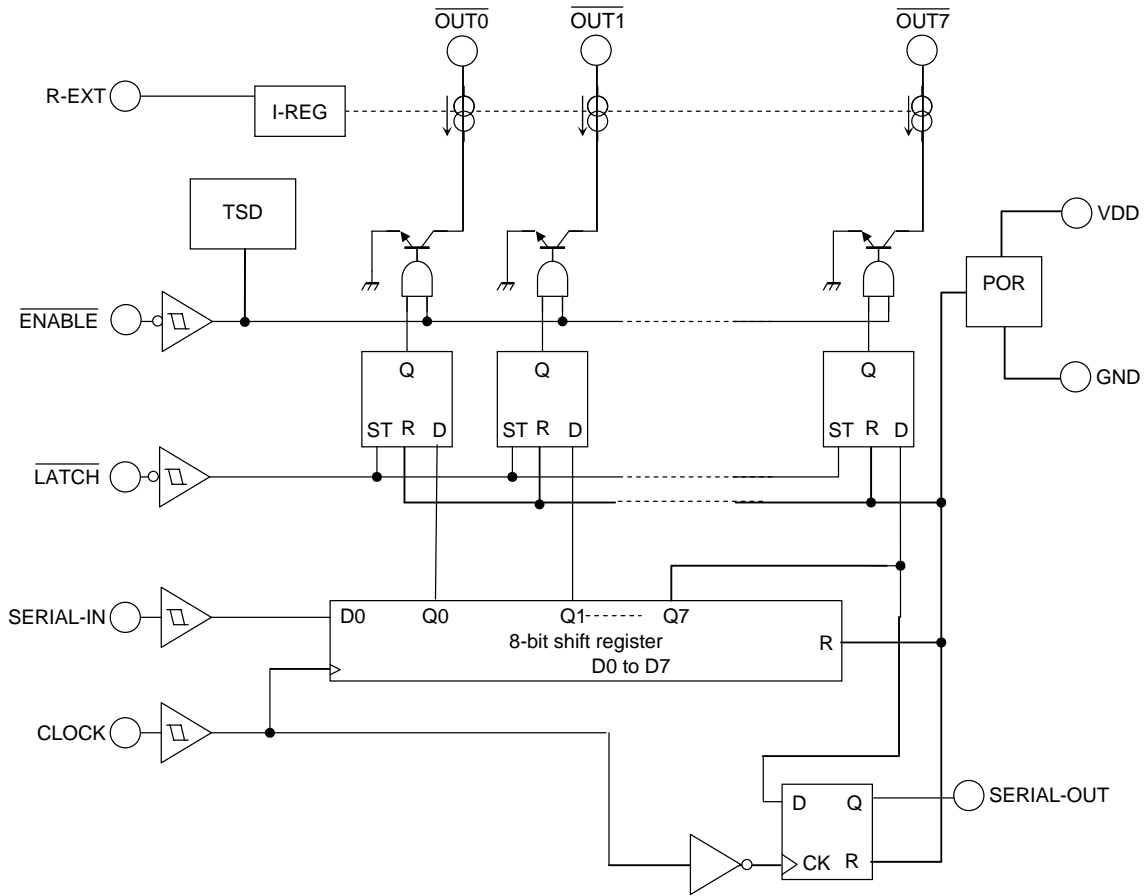 OUT0 OUT1 OUT7
R-EXT
I-REG
TSD
VDD
POR
ENABLE
GND
Q Q Q
ST R D ST R D ST R D
LATCH
SERIAL-IN
D0 Q0 Q1 Q7
8-bit shift register
R
D0 to D7
CLOCK
D Q
SERIAL-OUT
CK R